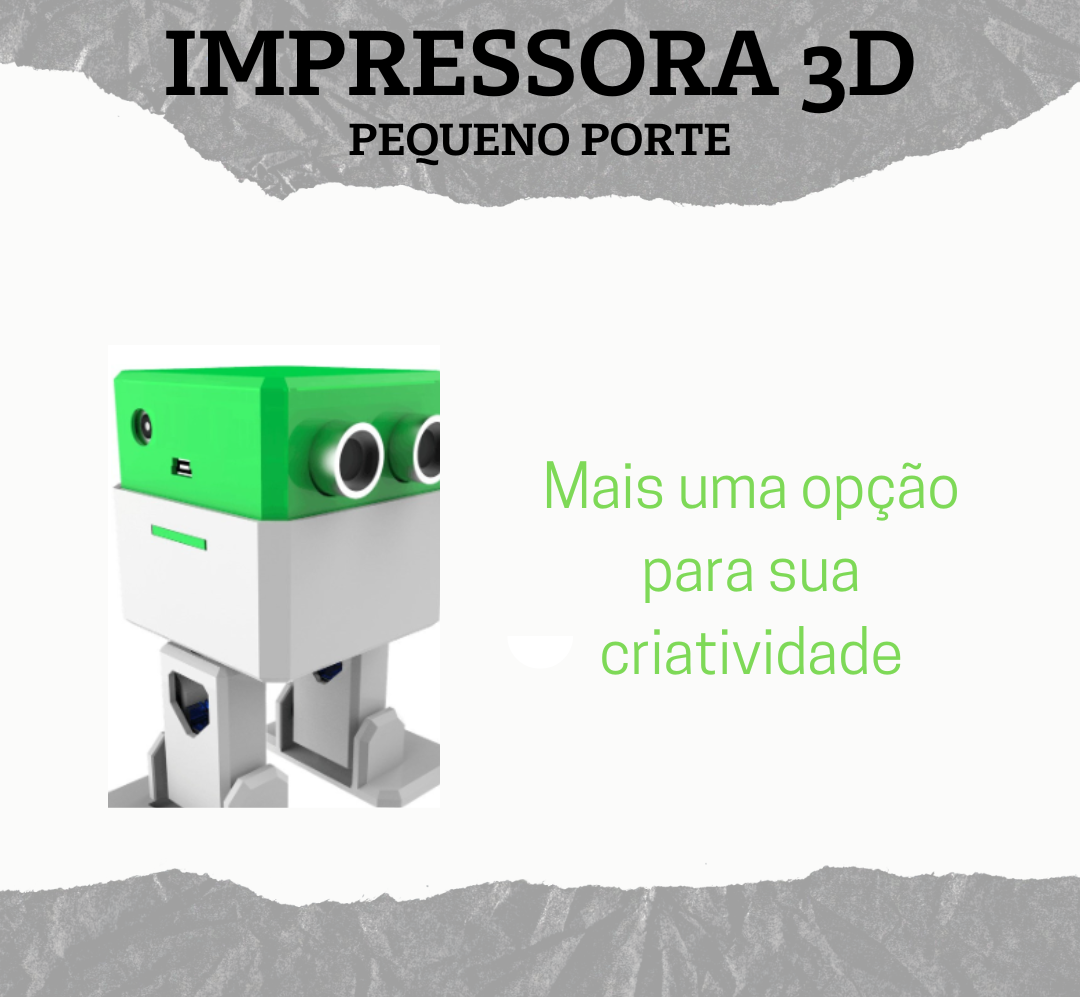 IMPRESSORA 3D
PEQUENO PORTE
Mais uma opção
para sua
criatividade